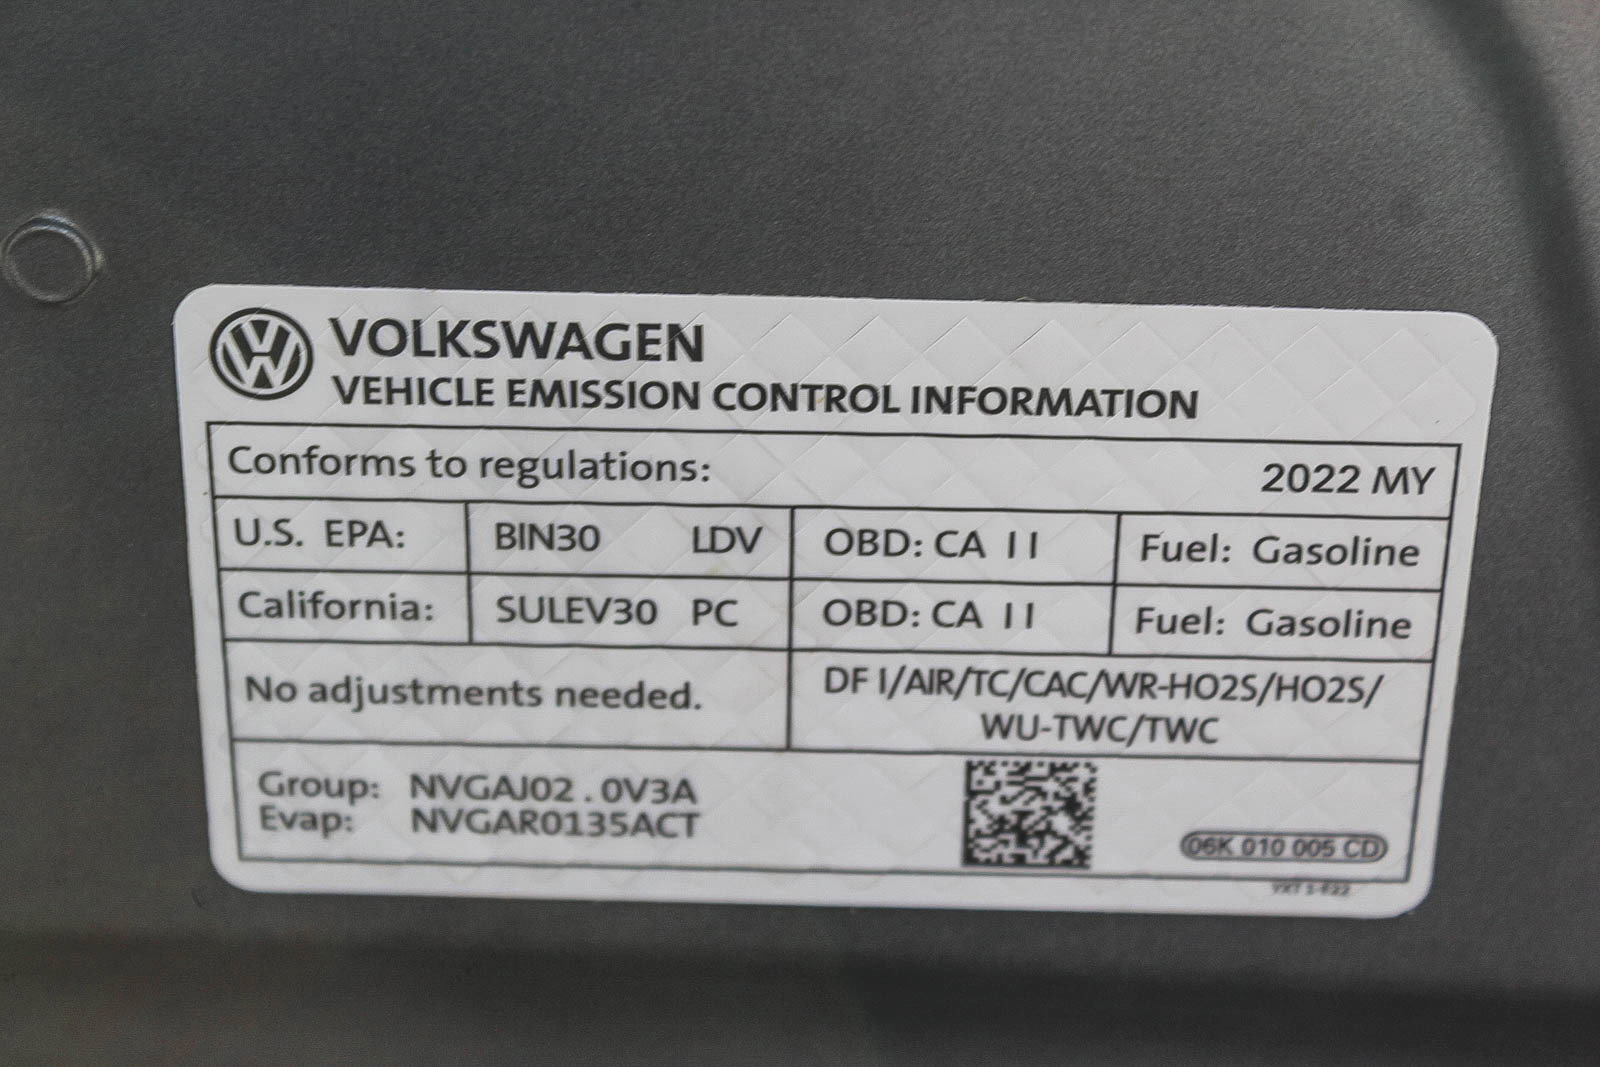 VOLKSWAGEN
VEHICLE EMISSION CONTROL INFORMATION
Conforms to regulations: 2022 MY
U.S. EPA: BIN30 LDV OBD: CA II Fuel: Gasoline
California: SULEV30 PC OBD: CA II Fuel: Gasoline
No adjustments needed. DF I/AIR/TC/CAC/WR-HO2S/HO2S/
WU-TWC/TWC
Group: NVGAJ02.0V3A
Evap: NVGAR0135ACT
06K 010 005 CD